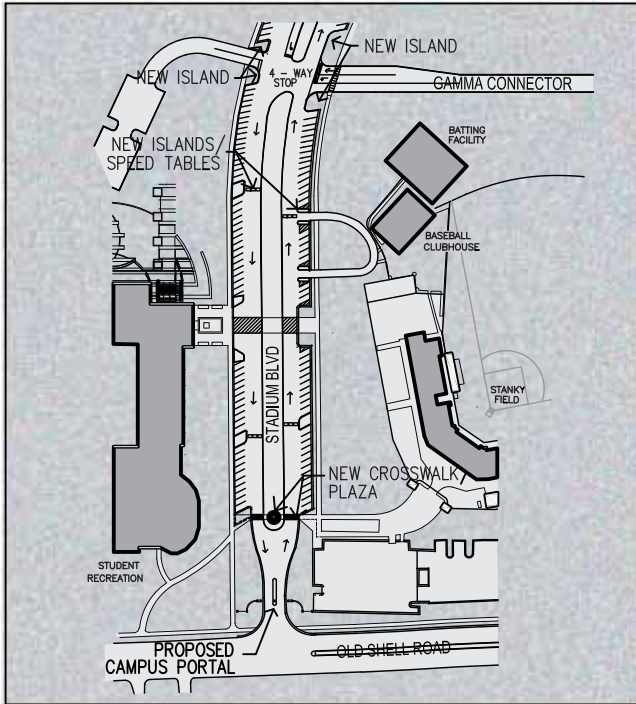 NEW ISLAND
NEW ISLAND
4 - WAY
STOP
GAMMA CONNECTOR
NEW ISLANDS/
SPEED TABLES
BATTING
FACILITY
BASEBALL
CLUBHOUSE
STADIUM BLVD
STANKY
FIELD
NEW CROSSWALK
PLAZA
STUDENT
RECREATION
PROPOSED
CAMPUS PORTAL
OLD SHELL ROAD